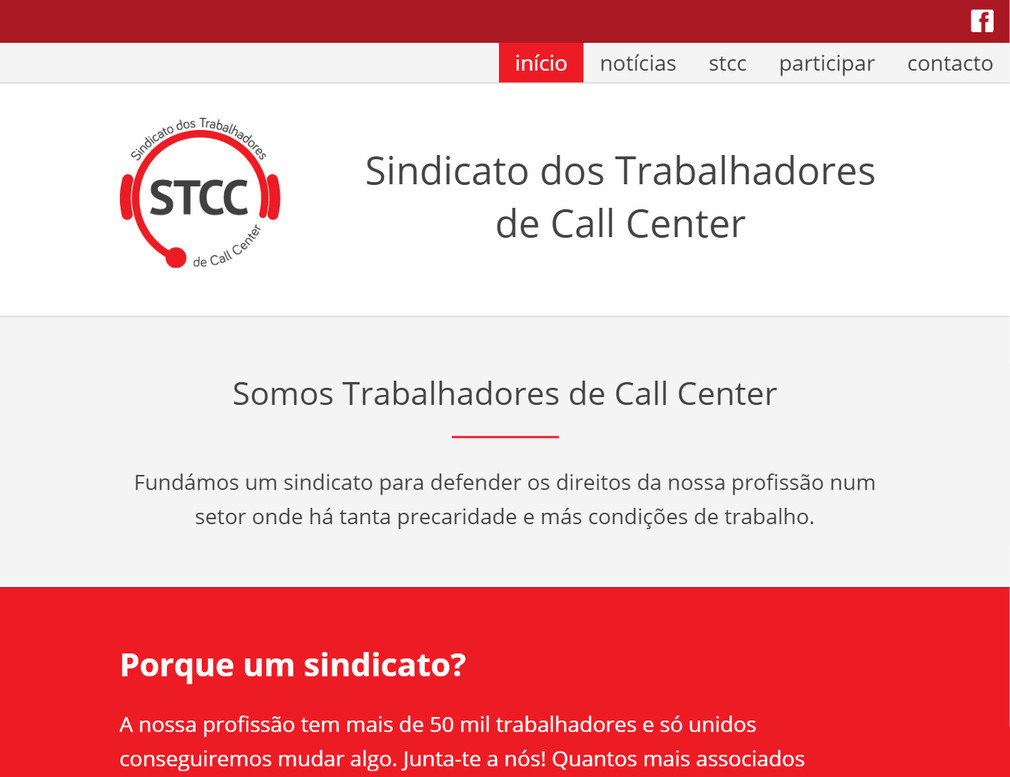 início notícias stcc participar contacto
Sindicato dos Trabalhadores
STCC
de Call Center
Sindicato dos Trabalhadores
de Call Center
Somos Trabalhadores de Call Center
Fundámos um sindicato para defender os direitos da nossa profissão num
setor onde há tanta precaridade e más condições de trabalho.
Porque um sindicato?
A nossa profissão tem mais de 50 mil trabalhadores e só unidos
conseguiremos mudar algo. Junta-te a nós! Quantos mais associados